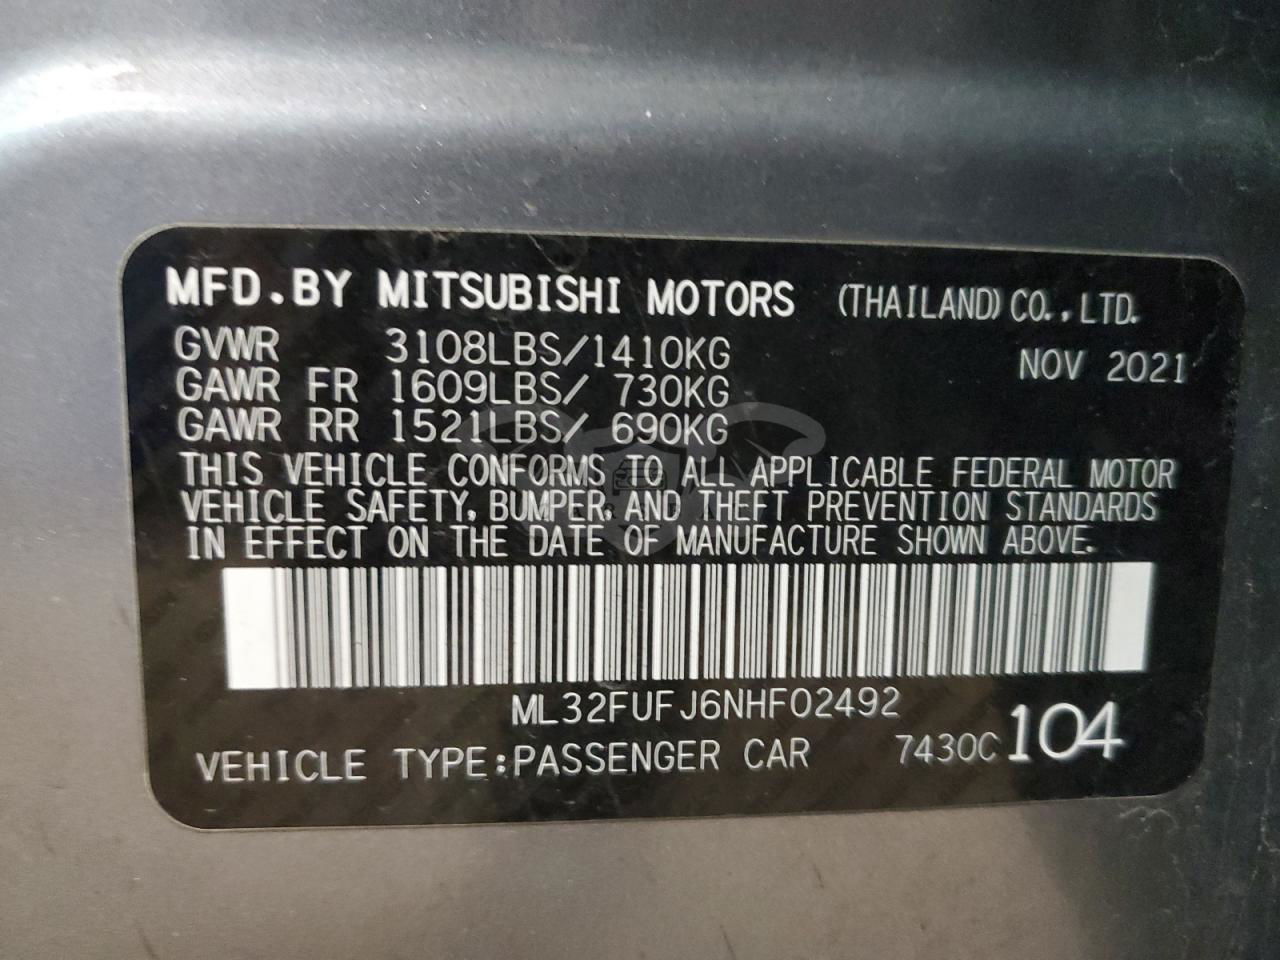 MFD.BY MITSUBISHI MOTORS (THAILAND) CO.,LTD.
GVWR 3108LBS/1410KG NOV 2021
GAWR FR 1609LBS/ 730KG
GAWR RR 1521LBS/ 690KG
THIS VEHICLE CONFORMS TO ALL APPLICABLE FEDERAL MOTOR
VEHICLE SAFETY, BUMPER, AND THEFT PREVENTION STANDARDS
IN EFFECT ON THE DATE OF MANUFACTURE SHOWN ABOVE.
ML32FUFJ6NHF02492
VEHICLE TYPE:PASSENGER CAR 7430C 104